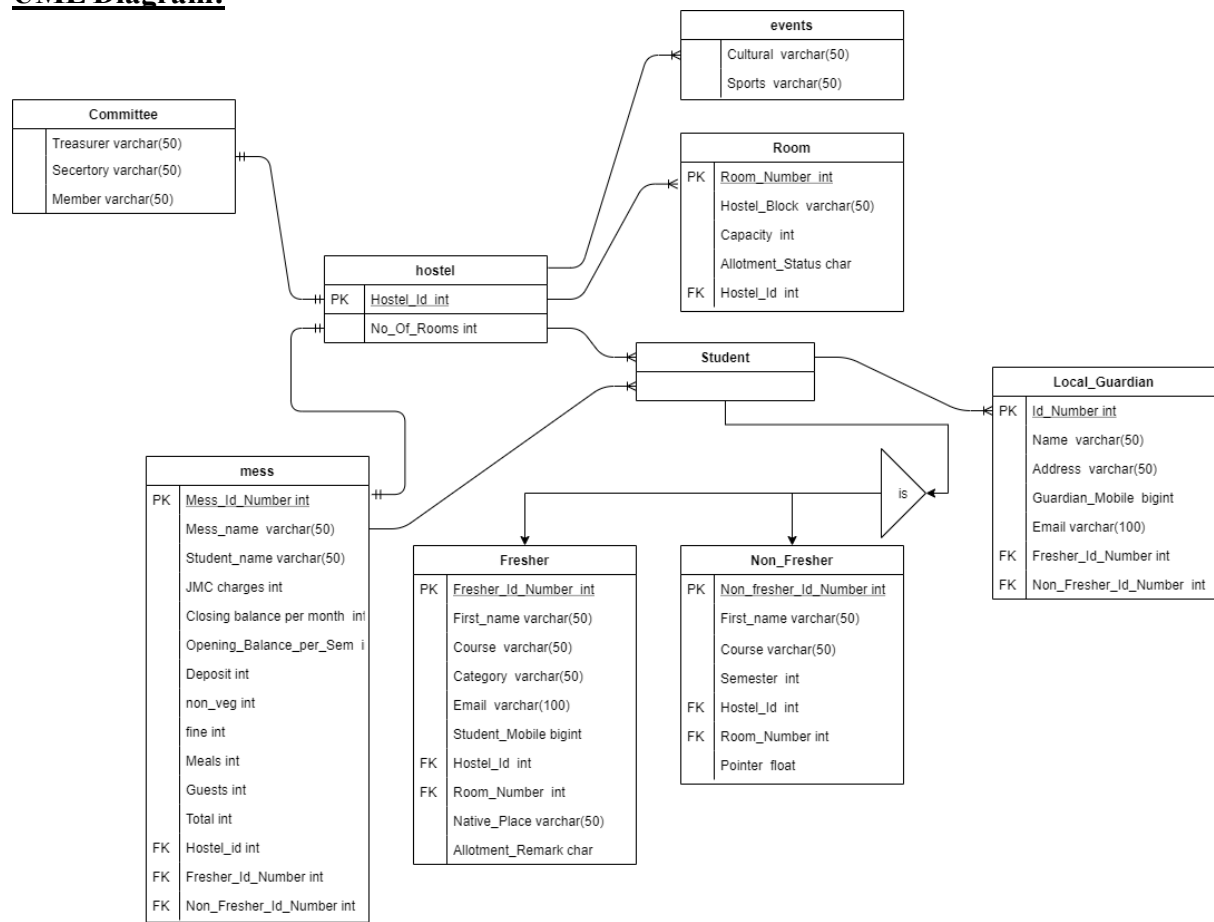 UML Diagram:
events
Cultural varchar(50)
Sports varchar(50)
Committee
Treasurer varchar(50)
Secertory varchar(50)
Member varchar(50)
Room
PK Room_Number int
Hostel_Block varchar(50)
Capacity int
Allotment_Status char
FK Hostel_Id int
hostel
PK Hostel_Id int
No_Of_Rooms int
Student
Local_Guardian
PK Id_Number int
Name varchar(50)
Address varchar(50)
Guardian_Mobile bigint
Email varchar(100)
FK Fresher_Id_Number int
FK Non_Fresher_Id_Number int
is
mess
PK Mess_Id_Number int
Mess_name varchar(50)
Student_name varchar(50)
JMC charges int
Closing balance per month int
Opening_Balance_per_Sem i
Deposit int
non_veg int
fine int
Meals int
Guests int
Total int
FK Hostel_id int
FK Fresher_Id_Number int
FK Non_Fresher_Id_Number int
Fresher
PK Fresher_Id_Number int
First_name varchar(50)
Course varchar(50)
Category varchar(50)
Email varchar(100)
Student_Mobile bigint
FK Hostel_Id int
FK Room_Number int
Native_Place varchar(50)
Allotment_Remark char
Non_Fresher
PK Non_fresher_Id_Number int
First_name varchar(50)
Course varchar(50)
Semester int
FK Hostel_Id int
FK Room_Number int
Pointer float